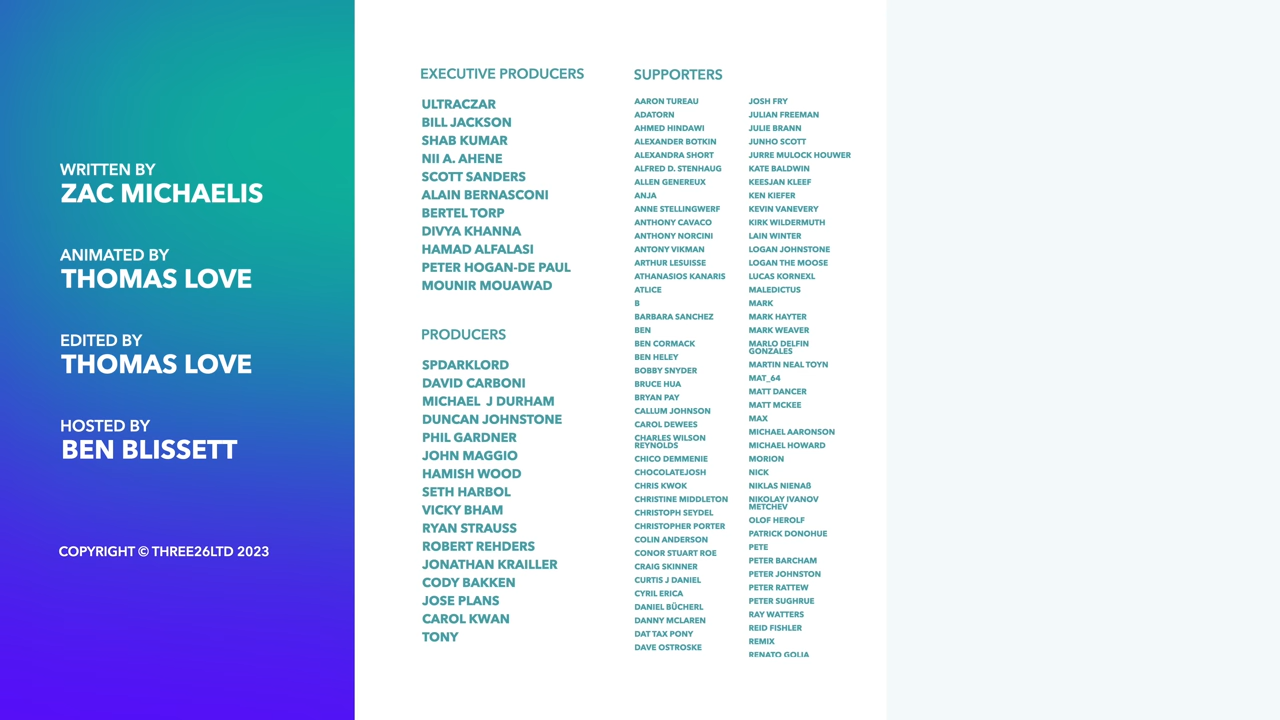 WRITTEN BY
ZAC MICHAELIS
ANIMATED BY
THOMAS LOVE
EDITED BY
THOMAS LOVE
HOSTED BY
BEN BLISSETT
COPYRIGHT © THREE26LTD 2023
EXECUTIVE PRODUCERS
ULTRACZAR
BILL JACKSON
SHAB KUMAR
NII A. AHENE
SCOTT SANDERS
ALAIN BERNASCONI
BERTEL TORP
DIVYA KHANNA
HAMAD ALFALASI
PETER HOGAN-DE PAUL
MOUNIR MOUAWAD
PRODUCERS
SPDARKLORD
DAVID CARBONI
MICHAEL  J DURHAM
DUNCAN JOHNSTONE
PHIL GARDNER
JOHN MAGGIO
HAMISH WOOD
SETH HARBOL
VICKY BHAM
RYAN STRAUSS
ROBERT REHDERS
JONATHAN KRAILLER
CODY BAKKEN
JOSE PLANS
CAROL KWAN
TONY
SUPPORTERS
AARON TUREAU
ADATORN
AHMED HINDAWI
ALEXANDER BOTKIN
ALEXANDRA SHORT
ALFRED D. STENHAUG
ALLEN GENEREUX
ANJA
ANNE STELLINGWERF
ANTHONY CAVACO
ANTHONY NORCINI
ANTONY VIKMAN
ARTHUR LESUISSE
ATHANASIOS KANARIS
ATLICE
B
BARBARA SANCHEZ
BEN
BEN CORMACK
BEN HELEY
BOBBY SNYDER
BRUCE HUA
BRYAN PAY
CALLUM JOHNSON
CAROL DEWEES
CHARLES WILSON
REYNOLDS
CHICO DEMMENIE
CHOCOLATEJOSH
CHRIS KWOK
CHRISTINE MIDDLETON
CHRISTOPH SEYDEL
CHRISTOPHER PORTER
COLIN ANDERSON
CONOR STUART ROE
CRAIG SKINNER
CURTIS J DANIEL
CYRIL ERICA
DANIEL BÜCHERL
DANNY MCLAREN
DAT TAX PONY
DAVE OSTROSKE
JOSH FRY
JULIAN FREEMAN
JULIE BRANN
JUNHO SCOTT
JURRE MULOCK HOUWER
KATE BALDWIN
KEESJAN KLEEF
KEN KIEFER
KEVIN VANEVERY
KIRK WILDERMUTH
LAIN WINTER
LOGAN JOHNSTONE
LOGAN THE MOOSE
LUCAS KORNEXL
MALEDICTUS
MARK
MARK HAYTER
MARK WEAVER
MARLO DELFIN
GONZALES
MARTIN NEAL TOYN
MAT_64
MATT DANCER
MATT MCKEE
MAX
MICHAEL AARONSON
MICHAEL HOWARD
MORION
NICK
NIKLAS NIENAß
NIKOLAY IVANOV
METCHEV
OLOF HEROLF
PATRICK DONOHUE
PETE
PETER BARCHAM
PETER JOHNSTON
PETER RATTEW
PETER SUGHRUE
RAY WATTERS
REID FISHLER
REMIX
RENATO GOLIA